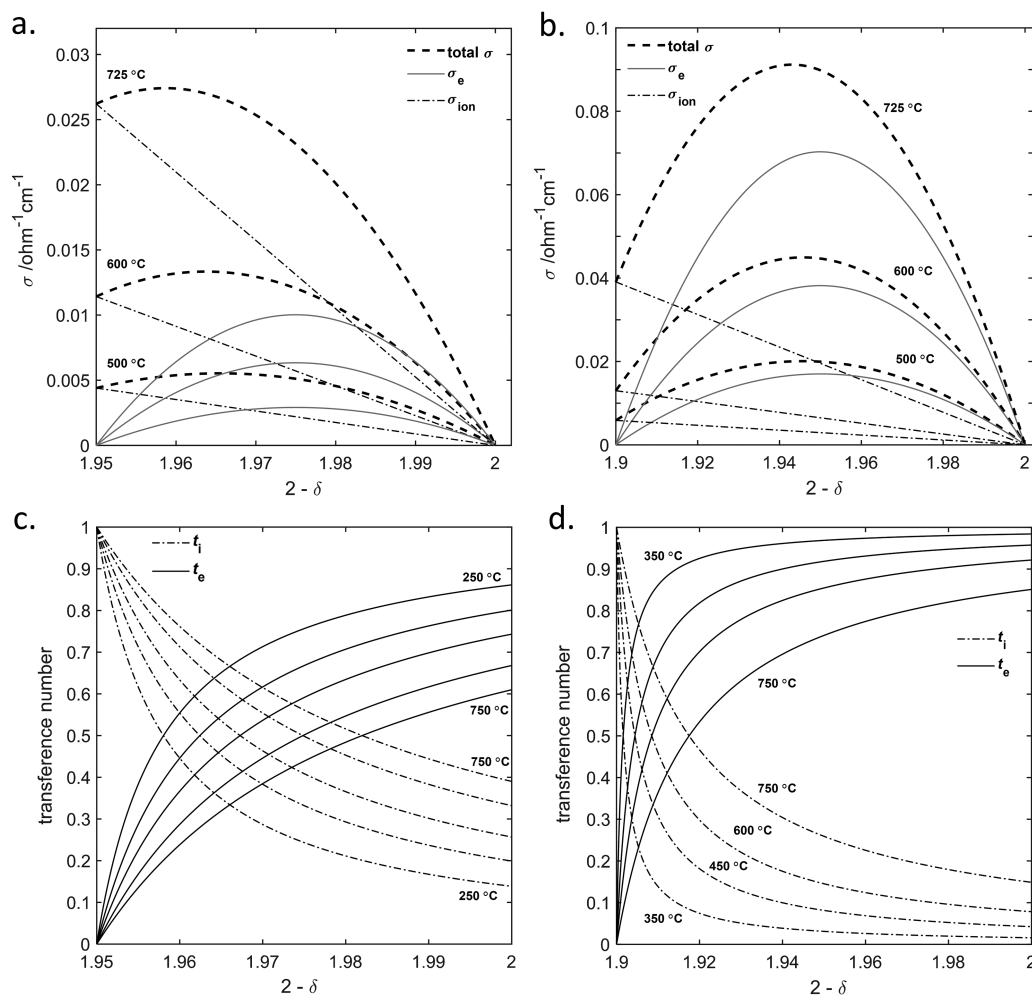 a.
total σ
σe
σion
725 °C
600 °C
500 °C
0.03
0.025
0.02
0.015
0.01
0.005
0
σ /ohm⁻¹cm⁻¹
1.95 1.96 1.97 1.98 1.99 2
2 - δ
b.
total σ
σe
σion
725 °C
600 °C
500 °C
0.1
0.08
0.06
0.04
0.02
0
σ /ohm⁻¹cm⁻¹
1.9 1.92 1.94 1.96 1.98 2
2 - δ
c.
ti
te
250 °C
750 °C
750 °C
250 °C
1
0.9
0.8
0.7
0.6
0.5
0.4
0.3
0.2
0.1
0
transference number
1.95 1.96 1.97 1.98 1.99 2
2 - δ
d.
350 °C
ti
te
750 °C
750 °C
600 °C
450 °C
350 °C
1
0.9
0.8
0.7
0.6
0.5
0.4
0.3
0.2
0.1
0
transference number
1.9 1.92 1.94 1.96 1.98 2
2 - δ